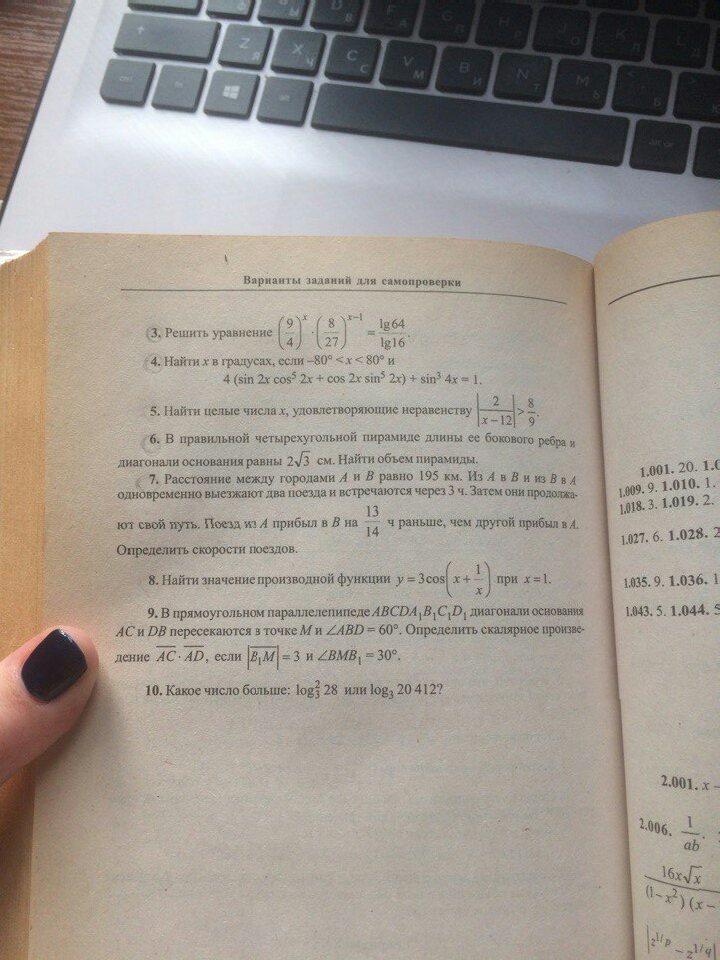 Варианты заданий для самопроверки
3. Решить уравнение (9/4)^x · (8/27)^(x–1) = lg64/lg16.
4. Найти x в градусах, если –80° < x < 80° и
4 (sin 2x cos⁵ 2x + cos 2x sin⁵ 2x) + sin³ 4x = 1.
5. Найти целые числа x, удовлетворяющие неравенству |2/(x–12)| > 8/9.
6. В правильной четырехугольной пирамиде длины ее бокового ребра и
диагонали основания равны 2√3 см. Найти объем пирамиды.
7. Расстояние между городами A и B равно 195 км. Из A в B и из B в A
одновременно выезжают два поезда и встречаются через 3 ч. Затем они продолжа-
ют свой путь. Поезд из A прибыл в B на 13/14 ч раньше, чем другой прибыл в A.
Определить скорости поездов.
8. Найти значение производной функции y = 3cos(x + 1/x) при x = 1.
9. В прямоугольном параллелепипеде ABCDA₁B₁C₁D₁ диагонали основания
AC и DB пересекаются в точке M и ∠ABD = 60°. Определить скалярное произве-
дение AC · AD, если |B₁M| = 3 и ∠BMB₁ = 30°.
10. Какое число больше: log₃² 28 или log₃ 20 412?
1.001. 20.
1.009. 9. 1.010. 1.
1.018. 3. 1.019. 2.
1.027. 6. 1.028.
1.035. 9. 1.036.
1.043. 5. 1.044.
2.001. x –
2.006. 1/ab.
16x√x
(1–x²)(x –
|z^(1/p) – z^(1/q)|
Z Я X Ч C С V М B И N Т
ctrl fn alt
alt gr